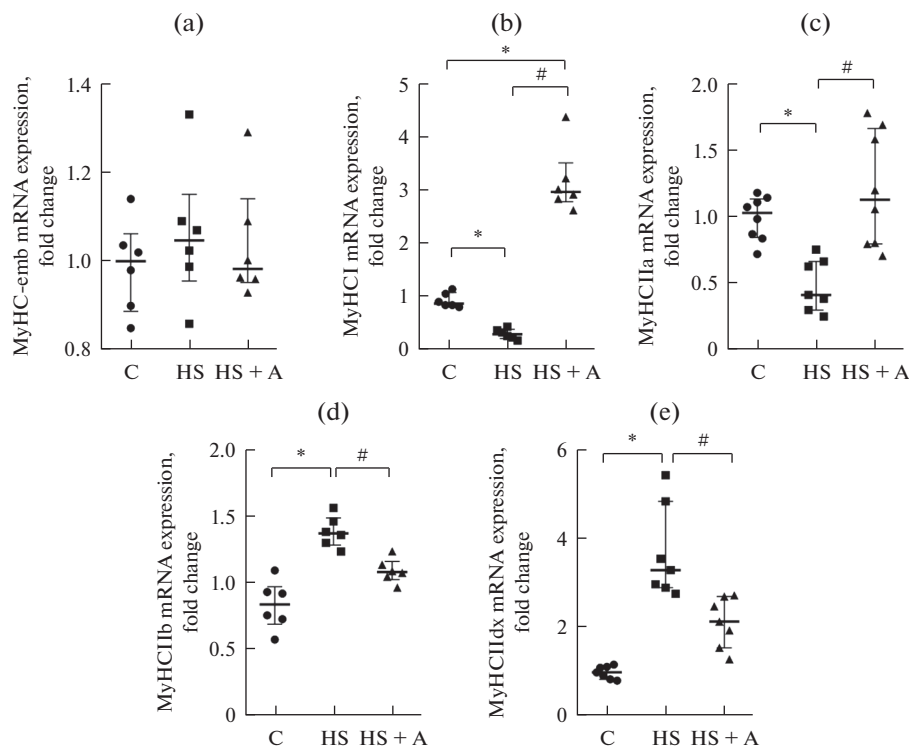 (a)
MyHC-emb mRNA expression,
fold change
1.4
1.2
1.0
0.8
C HS HS + A
(b)
MyHCI mRNA expression,
fold change
5
4
3
2
1
0
*
#
*
C HS HS + A
(c)
MyHCIIa mRNA expression,
fold change
2.0
1.5
1.0
0.5
0
*
#
C HS HS + A
(d)
MyHCIIb mRNA expression,
fold change
2.0
1.5
1.0
0.5
0
*
#
C HS HS + A
(e)
MyHCIIdx mRNA expression,
fold change
6
4
2
0
*
#
C HS HS + A